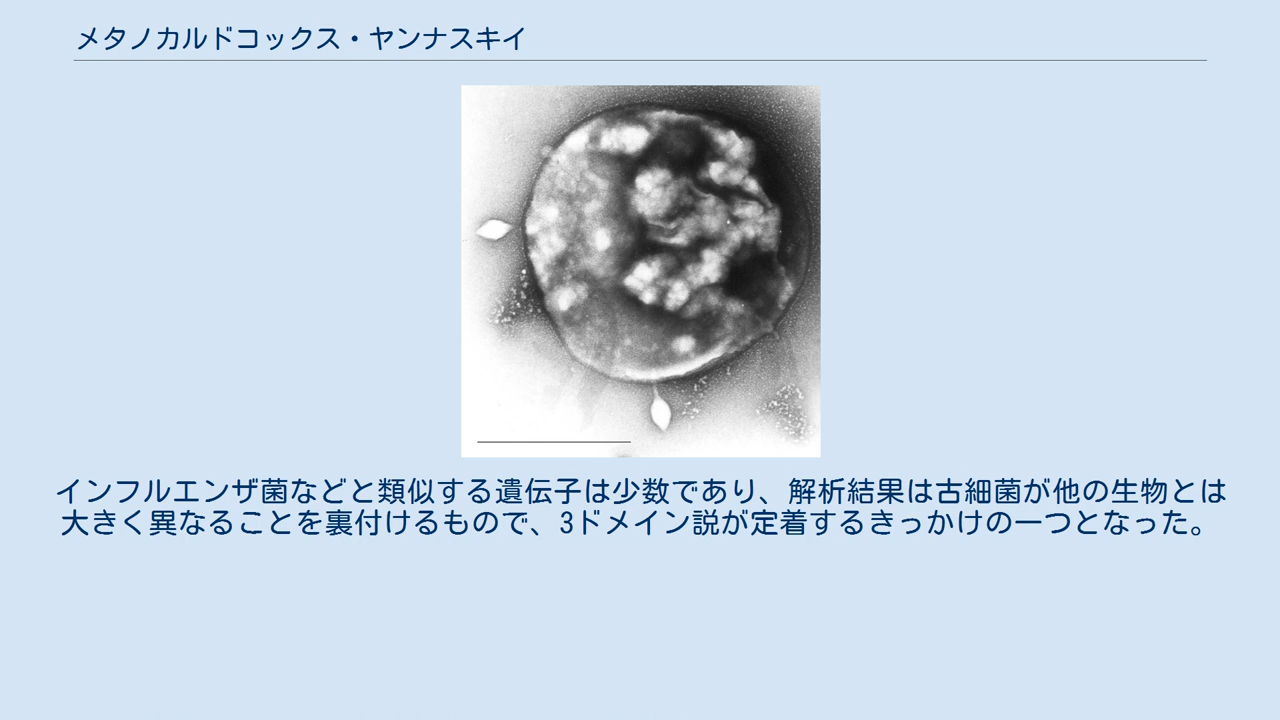 メタノカルドコックス・ヤンナスキイ
インフルエンザ菌などと類似する遺伝子は少数であり、解析結果は古細菌が他の生物とは
大きく異なることを裏付けるもので、3ドメイン説が定着するきっかけの一つとなった。